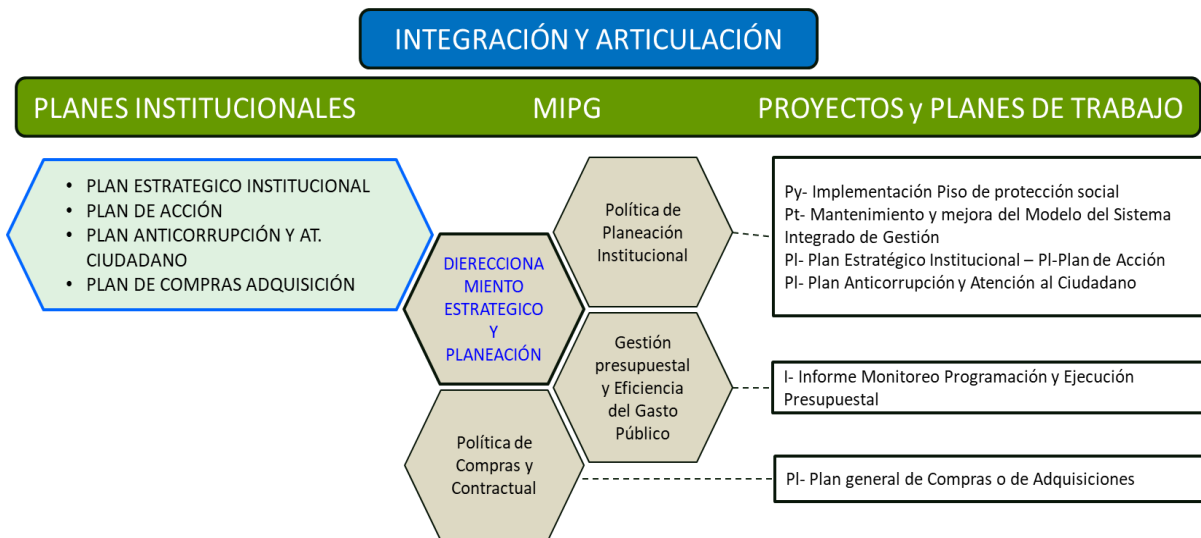 INTEGRACIÓN Y ARTICULACIÓN
PLANES INSTITUCIONALES
MIPG
PROYECTOS y PLANES DE TRABAJO
• PLAN ESTRATEGICO INSTITUCIONAL
• PLAN DE ACCIÓN
• PLAN ANTICORRUPCIÓN Y AT.
CIUDADANO
• PLAN DE COMPRAS ADQUISICIÓN
DIERECCIONA
MIENTO
ESTRATEGICO
Y
PLANEACIÓN
Política de
Planeación
Institucional
Py- Implementación Piso de protección social
Pt- Mantenimiento y mejora del Modelo del Sistema
Integrado de Gestión
Pl- Plan Estratégico Institucional – Pl-Plan de Acción
Pl- Plan Anticorrupción y Atención al Ciudadano
Gestión
presupuestal
y Eficiencia
del Gasto
Público
I- Informe Monitoreo Programación y Ejecución
Presupuestal
Política de
Compras y
Contractual
Pl- Plan general de Compras o de Adquisiciones